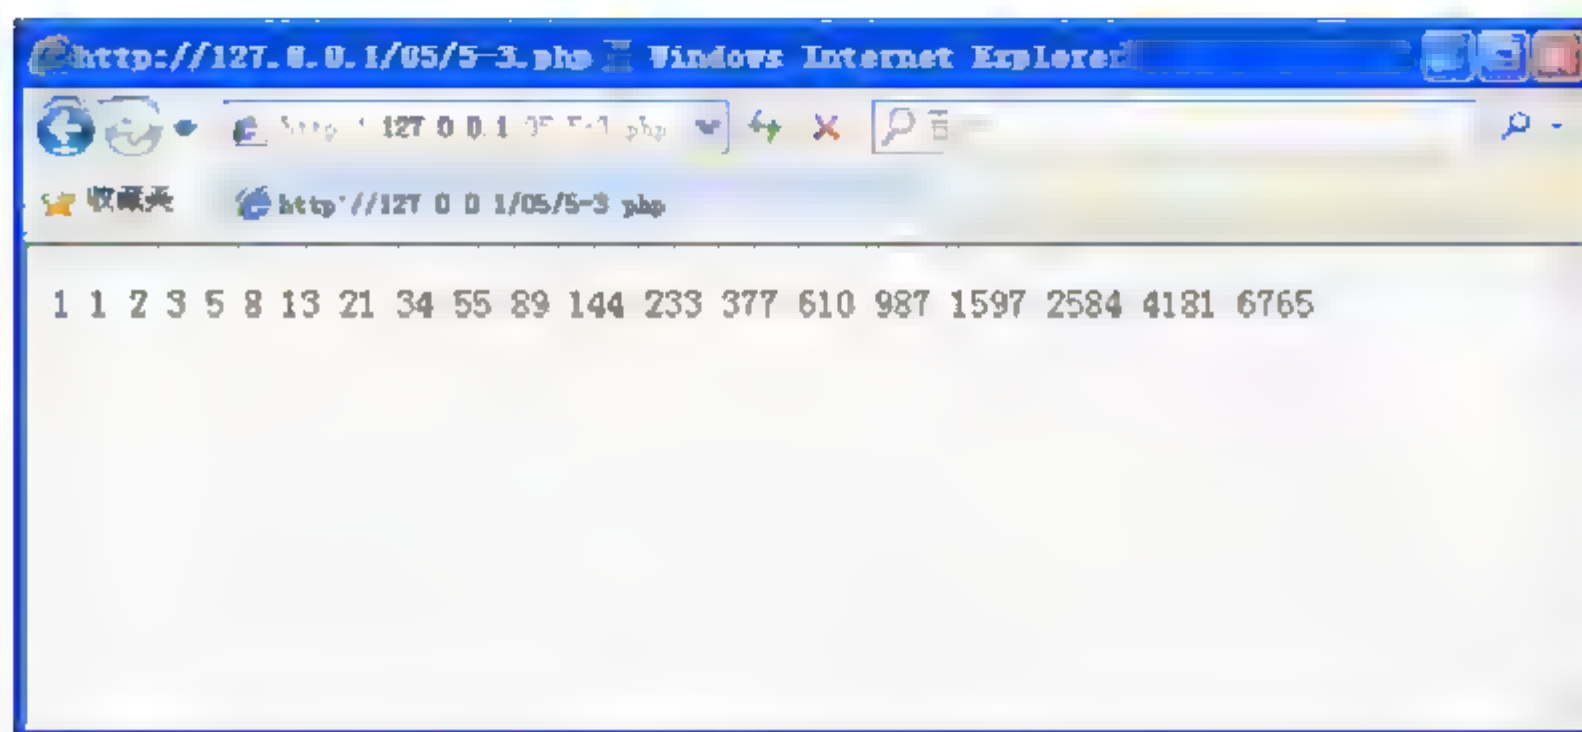 http://127.0.0.1/05/5-3.php - Windows Internet Explorer
127.0.0.1 php
收藏夹 http://127.0.0.1/05/5-3.php
1 1 2 3 5 8 13 21 34 55 89 144 233 377 610 987 1597 2584 4181 6765